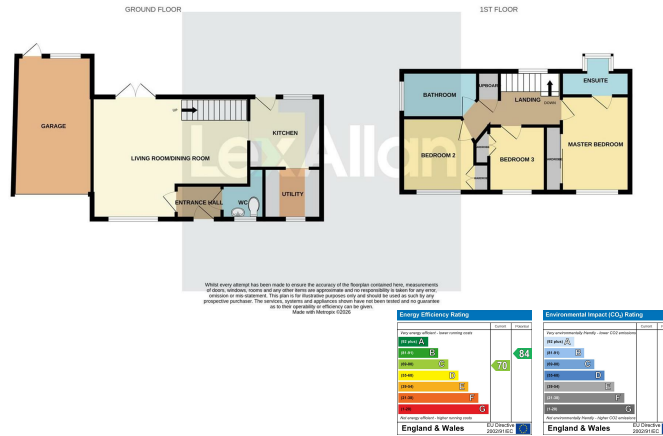 GROUND FLOOR
1ST FLOOR
GARAGE
LIVING ROOM/DINING ROOM
UP
KITCHEN
ENTRANCE HALL
WC
UTILITY
BATHROOM
CUPBOARD
LANDING
DOWN
ENSUITE
BEDROOM 2
BEDROOM 3
MASTER BEDROOM
LexAllan
Whilst every attempt has been made to ensure the accuracy of the floorplan contained here, measurements
of doors, windows, rooms and any other items are approximate and no responsibility is taken for any error,
omission or mis-statement. This plan is for illustrative purposes only and should be used as such by any
prospective purchaser. The services, systems and appliances shown have not been tested and no guarantee
as to their operability or efficiency can be given.
Made with Metropix ©2026
Energy Efficiency Rating
Current Potential
Very energy efficient - lower running costs
(92 plus) A
(81-91) B
(69-80) C
(55-68) D
(39-54) E
(21-38) F
(1-20) G
Not energy efficient - higher running costs
70
84
England & Wales
EU Directive
2002/91/EC
Environmental Impact (CO₂) Rating
Current
Very environmentally friendly - lower CO2 emissions
(92 plus) A
(81-91) B
(69-80) C
(55-68) D
(39-54) E
(21-38) F
(1-20) G
Not environmentally friendly - higher CO2 emissions
England & Wales
EU Directive
2002/91/EC